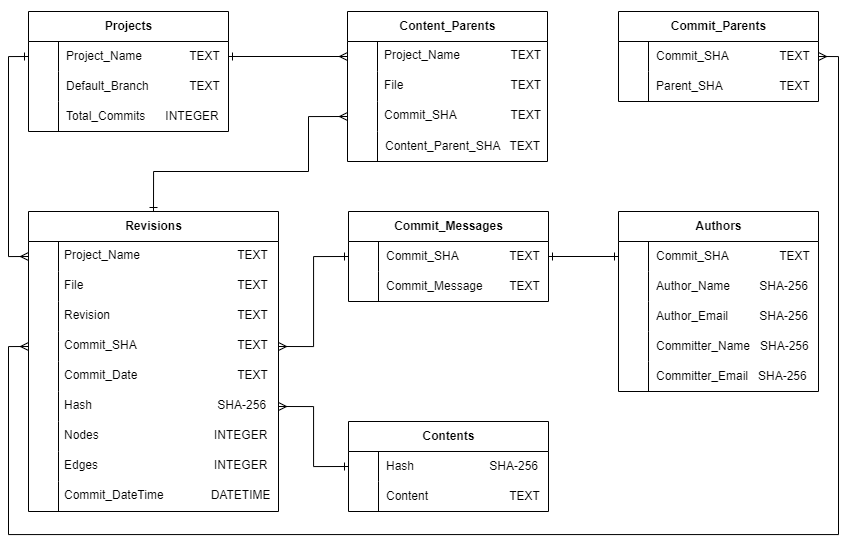 Projects
Project_Name TEXT
Default_Branch TEXT
Total_Commits INTEGER
Content_Parents
Project_Name TEXT
File TEXT
Commit_SHA TEXT
Content_Parent_SHA TEXT
Commit_Parents
Commit_SHA TEXT
Parent_SHA TEXT
Revisions
Project_Name TEXT
File TEXT
Revision TEXT
Commit_SHA TEXT
Commit_Date TEXT
Hash SHA-256
Nodes INTEGER
Edges INTEGER
Commit_DateTime DATETIME
Commit_Messages
Commit_SHA TEXT
Commit_Message TEXT
Authors
Commit_SHA TEXT
Author_Name SHA-256
Author_Email SHA-256
Committer_Name SHA-256
Committer_Email SHA-256
Contents
Hash SHA-256
Content TEXT